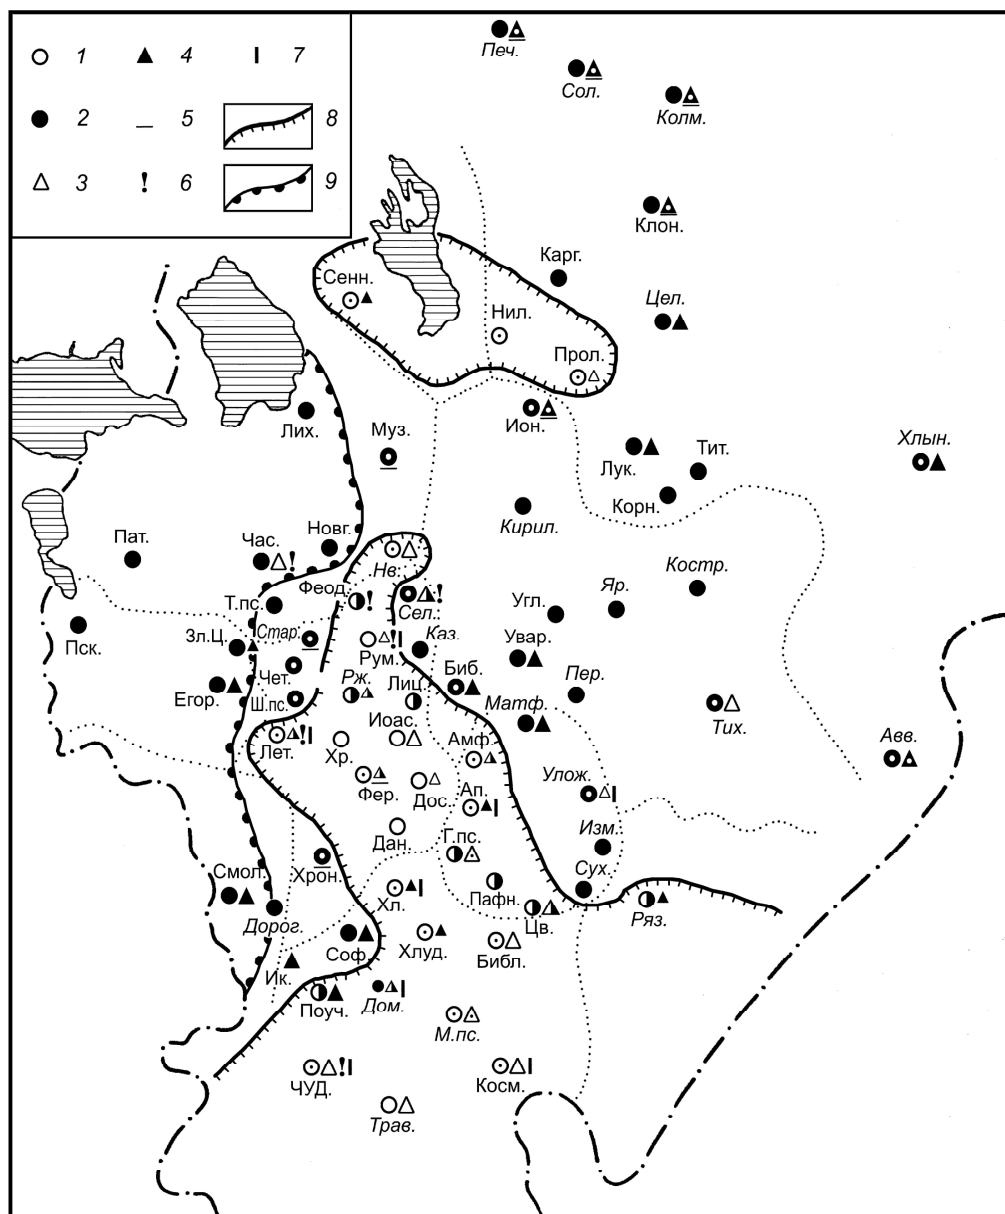 1 4 7
2 5 8
3 6 9
Печ.
Сол.
Колм.
Клон.
Карг.
Сенн.
Цел.
Нил.
Прол.
Ион.
Лих.
Муз.
Хлын.
Лук.
Тит.
Корн.
Кирил.
Новг.
Час.
Пат.
Нв.
Феод.
Костр.
Т.пс.
Сел.
Яр.
Угл.
Пск.
Зл.Ц.
Стар.
Рум.
Каз.
Увар.
Чет.
Рж.
Лиц.
Биб.
Пер.
Егор.
Ш.пс.
Матф.
Иоас.
Тих.
Авв.
Лет.
Хр.
Амф.
Фер.
Дос.
Ап.
Улож.
Дан.
Г.пс.
Изм.
Хрон.
Смол.
Сух.
Хл.
Пафн.
Дорог.
Цв.
Ряз.
Соф.
Хлуд.
Библ.
Ик.
Поуч.
Дом.
М.пс.
ЧУД.
Косм.
Трав.